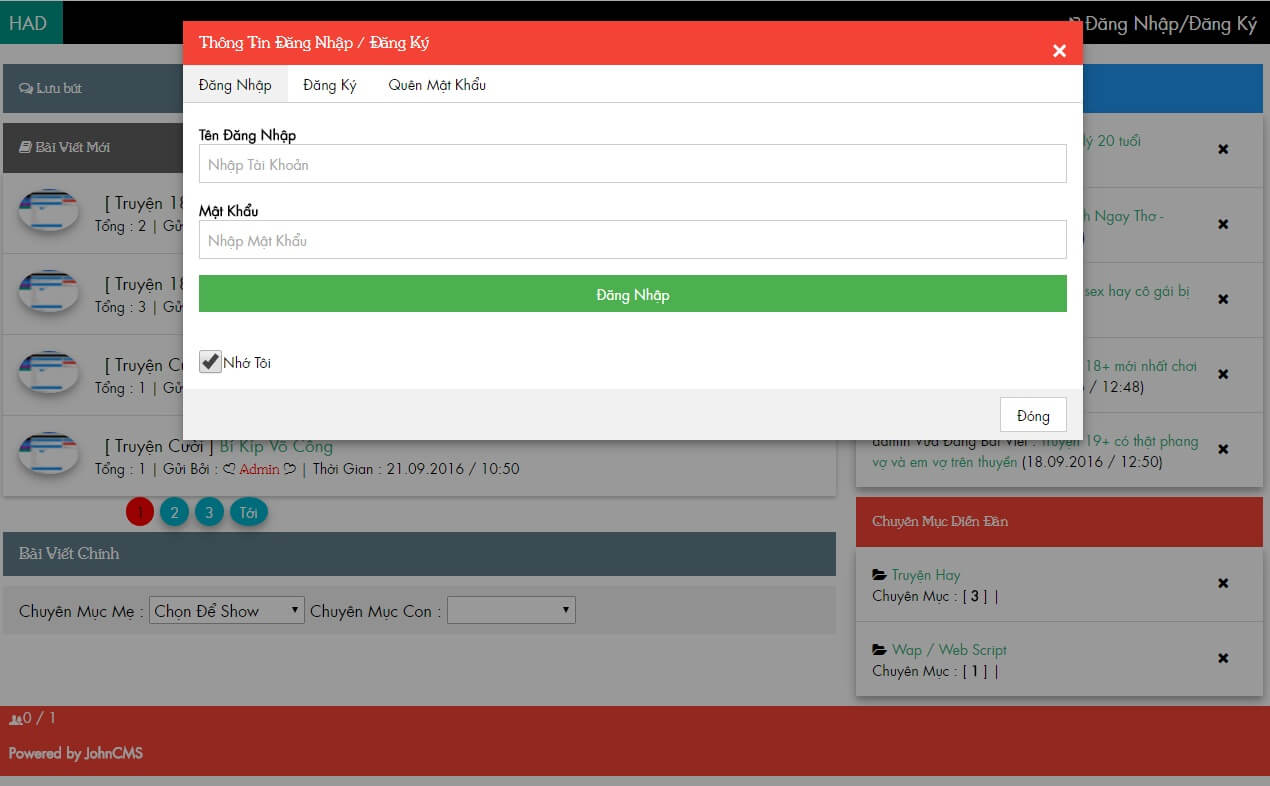 HAD
Đăng Nhập/Đăng Ký
Thông Tin Đăng Nhập / Đăng Ký
Đăng Nhập Đăng Ký Quên Mật Khẩu
Tên Đăng Nhập
Nhập Tài Khoản
Mật Khẩu
Nhập Mật Khẩu
Đăng Nhập
Nhớ Tôi
Đóng
Lưu bút
Bài Viết Mới
[ Truyện 18
Tổng : 2 | Gử
[ Truyện 18
Tổng : 3 | Gử
[ Truyện Cư
Tổng : 1 | Gử
[ Truyện Cười ] Bí Kíp Võ Công
Tổng : 1 | Gửi Bởi : Admin | Thời Gian : 21.09.2016 / 10:50
1 2 3 Tới
Bài Viết Chính
Chuyên Mục Mẹ : Chọn Để Show Chuyên Mục Con :
lý 20 tuổi
h Ngay Thơ -
sex hay cô gái bị
18+ mới nhất chơi
/ 12:48)
admin Vừa Đăng Bài Viết : Truyện 19+ có thật phang
vợ và em vợ trên thuyền (18.09.2016 / 12:50)
Chuyên Mục Diễn Đàn
Truyện Hay
Chuyên Mục : [ 3 ] |
Wap / Web Script
Chuyên Mục : [ 1 ] |
0 / 1
Powered by JohnCMS